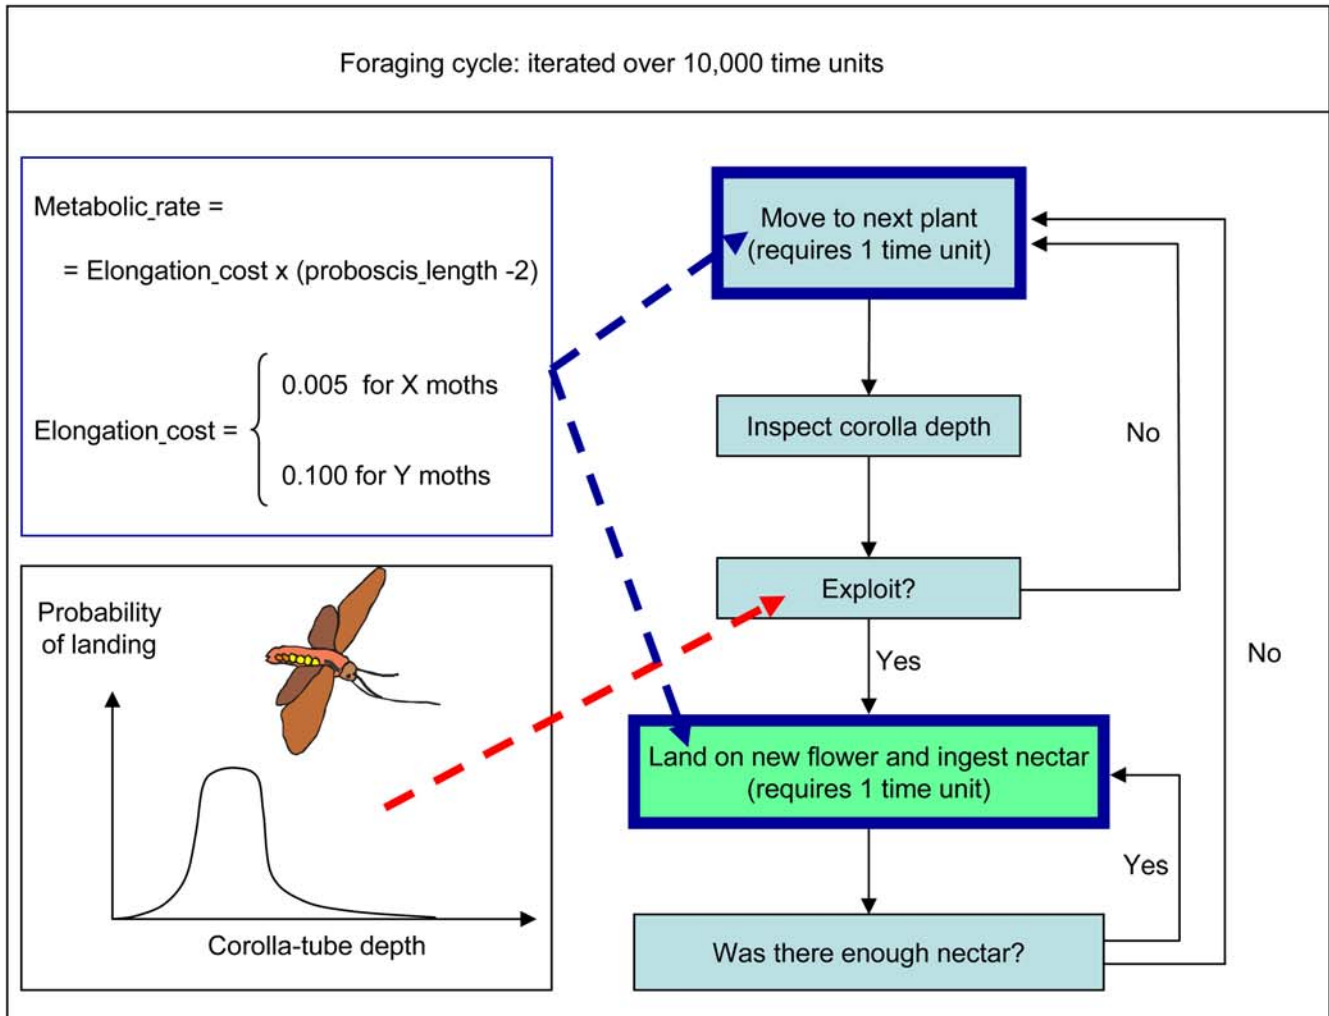 Foraging cycle: iterated over 10,000 time units
Metabolic_rate =
= Elongation_cost x (proboscis_length -2)
Elongation_cost =
0.005 for X moths
0.100 for Y moths
Probability
of landing
Corolla-tube depth
Move to next plant
(requires 1 time unit)
Inspect corolla depth
No
Exploit?
Yes
No
Land on new flower and ingest nectar
(requires 1 time unit)
Yes
Was there enough nectar?